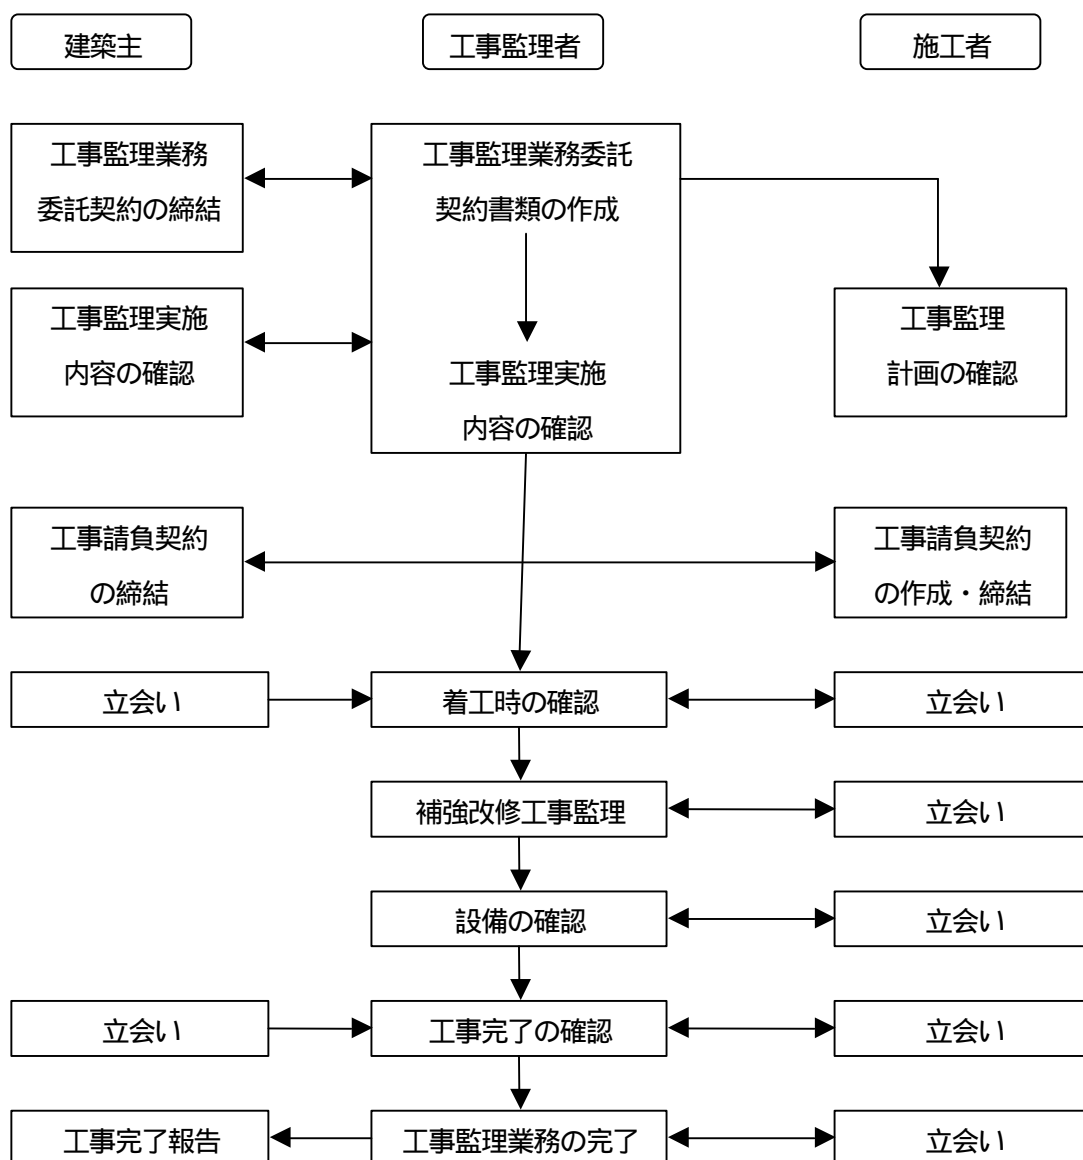 建築主
工事監理者
施工者
工事監理業務
委託契約の締結
工事監理業務委託
契約書類の作成
工事監理実施
内容の確認
工事監理実施
内容の確認
工事監理
計画の確認
工事請負契約
の締結
工事請負契約
の作成・締結
立会い
着工時の確認
立会い
補強改修工事監理
立会い
設備の確認
立会い
立会い
工事完了の確認
立会い
工事完了報告
工事監理業務の完了
立会い